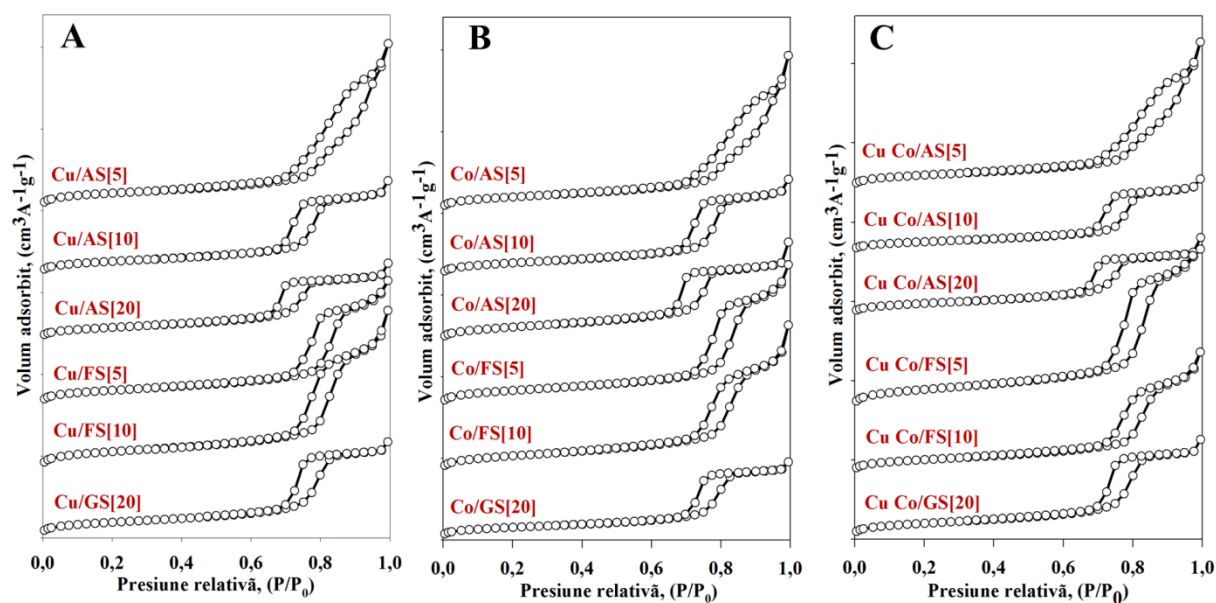 A
Volum adsorbit, (cm³A⁻¹g⁻¹)
Cu/AS[5]
Cu/AS[10]
Cu/AS[20]
Cu/FS[5]
Cu/FS[10]
Cu/GS[20]
0,0 0,2 0,4 0,6 0,8 1,0
Presiune relativã, (P/P₀)
B
Volum adsorbit, (cm³A⁻¹g⁻¹)
Co/AS[5]
Co/AS[10]
Co/AS[20]
Co/FS[5]
Co/FS[10]
Co/GS[20]
0,0 0,2 0,4 0,6 0,8 1,0
Presiune relativã, (P/P₀)
C
Volum adsorbit, (cm³A⁻¹g⁻¹)
Cu Co/AS[5]
Cu Co/AS[10]
Cu Co/AS[20]
Cu Co/FS[5]
Cu Co/FS[10]
Cu Co/GS[20]
0,0 0,2 0,4 0,6 0,8 1,0
Presiune relativã, (P/P₀)